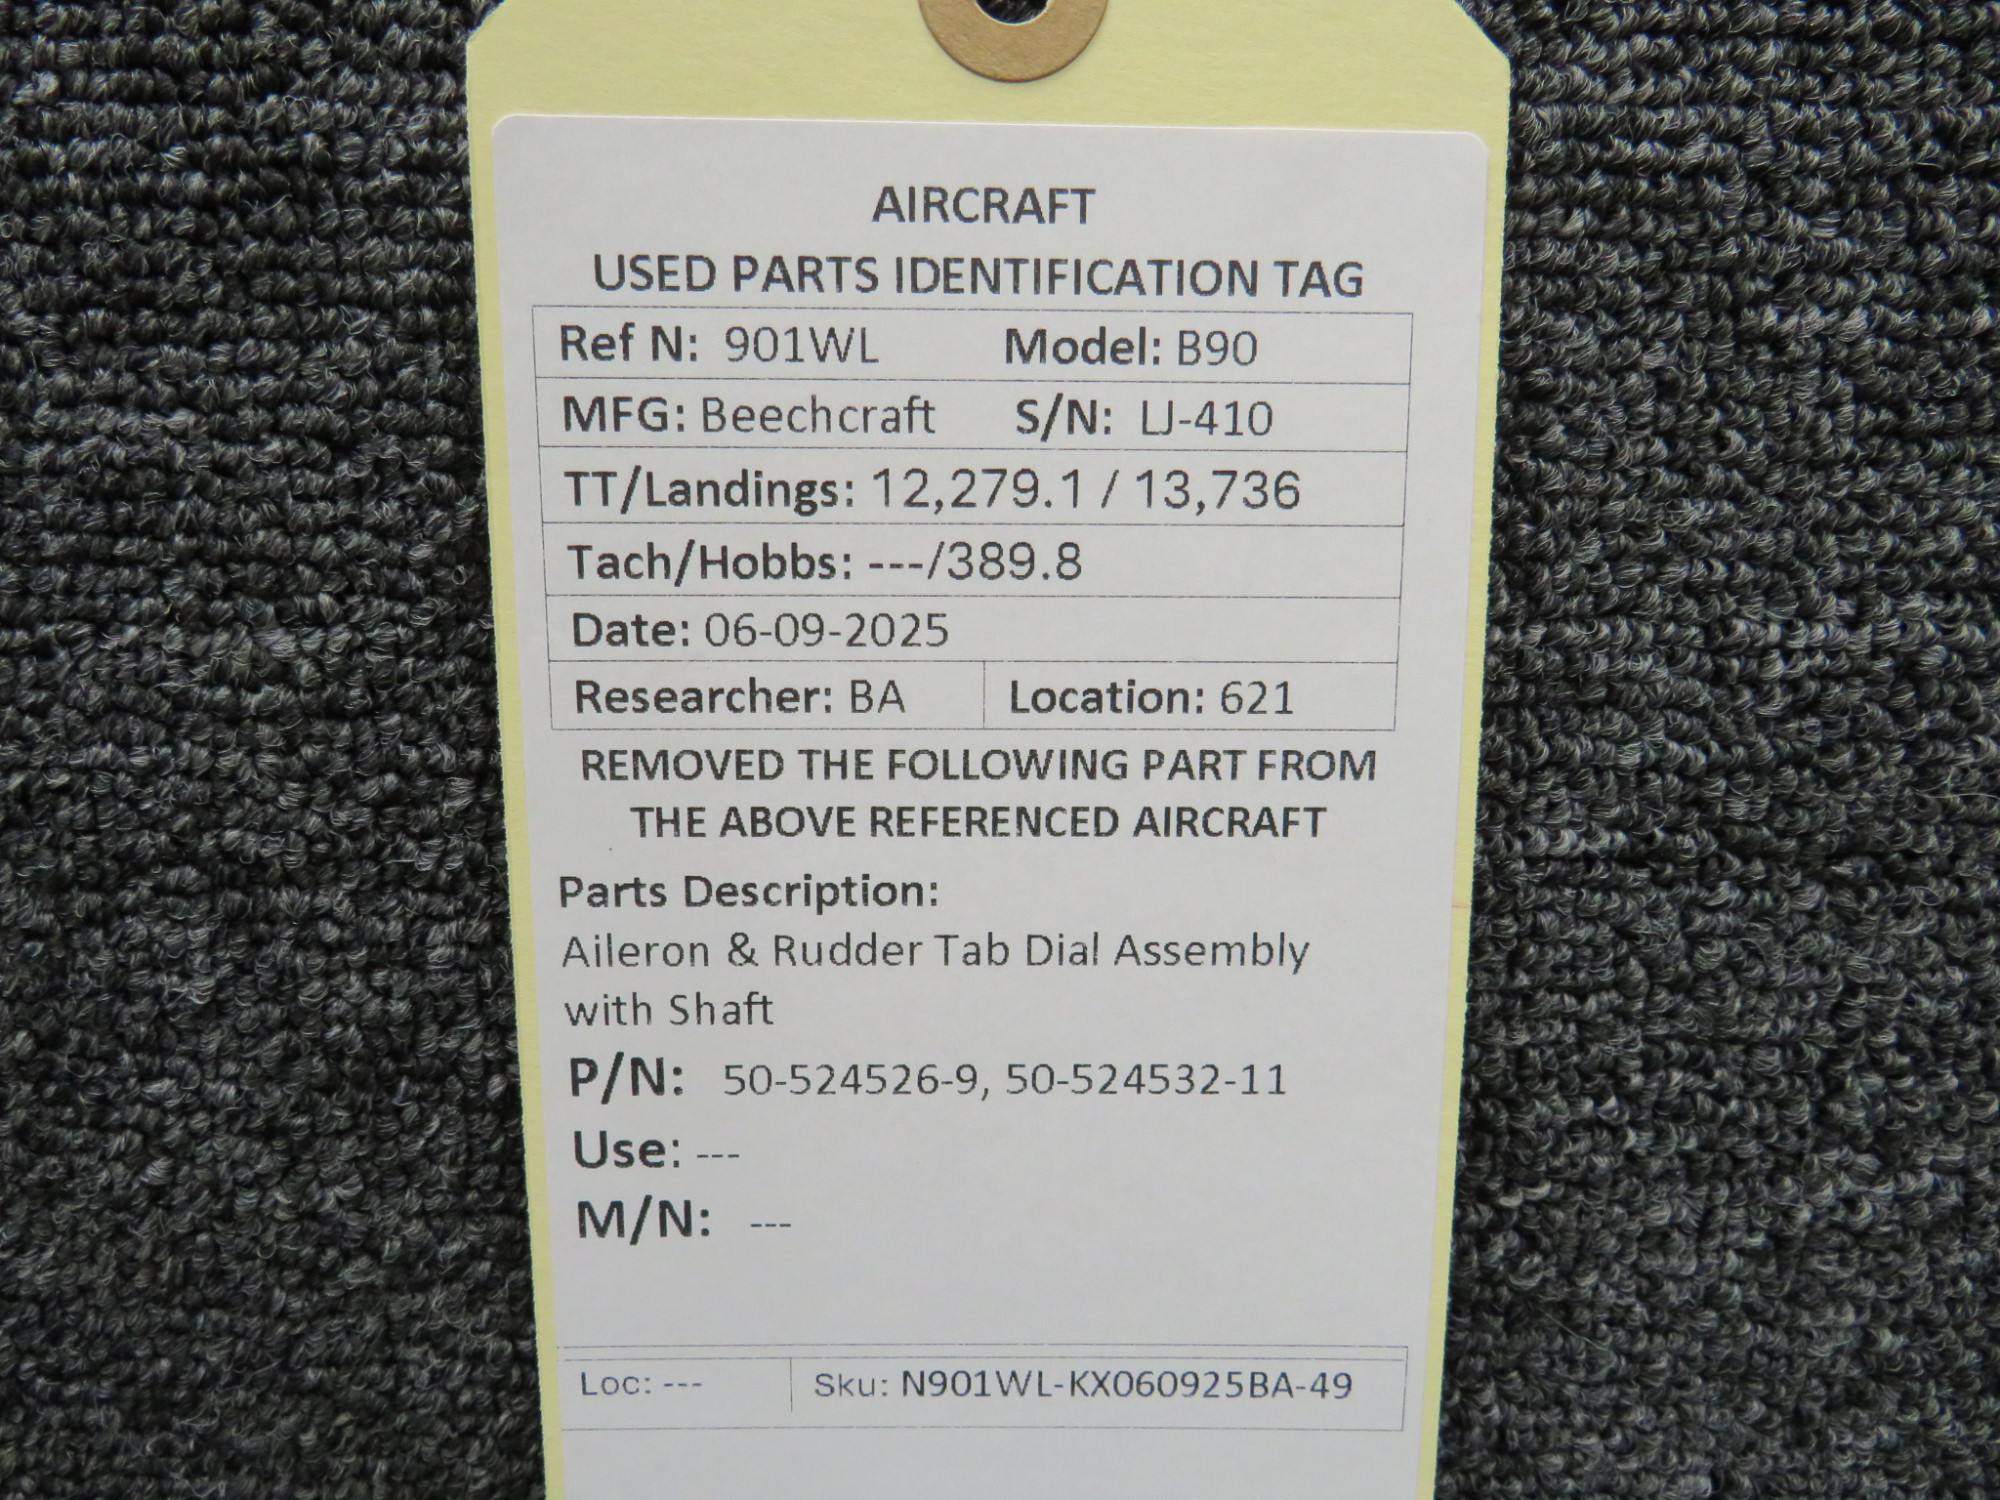 AIRCRAFT
USED PARTS IDENTIFICATION TAG
Ref N: 901WL Model: B90
MFG: Beechcraft S/N: LJ-410
TT/Landings: 12,279.1 / 13,736
Tach/Hobbs: ---/389.8
Date: 06-09-2025
Researcher: BA Location: 621
REMOVED THE FOLLOWING PART FROM
THE ABOVE REFERENCED AIRCRAFT
Parts Description:
Aileron & Rudder Tab Dial Assembly
with Shaft
P/N: 50-524526-9, 50-524532-11
Use: ---
M/N: ---
Loc: --- Sku: N901WL-KX060925BA-49